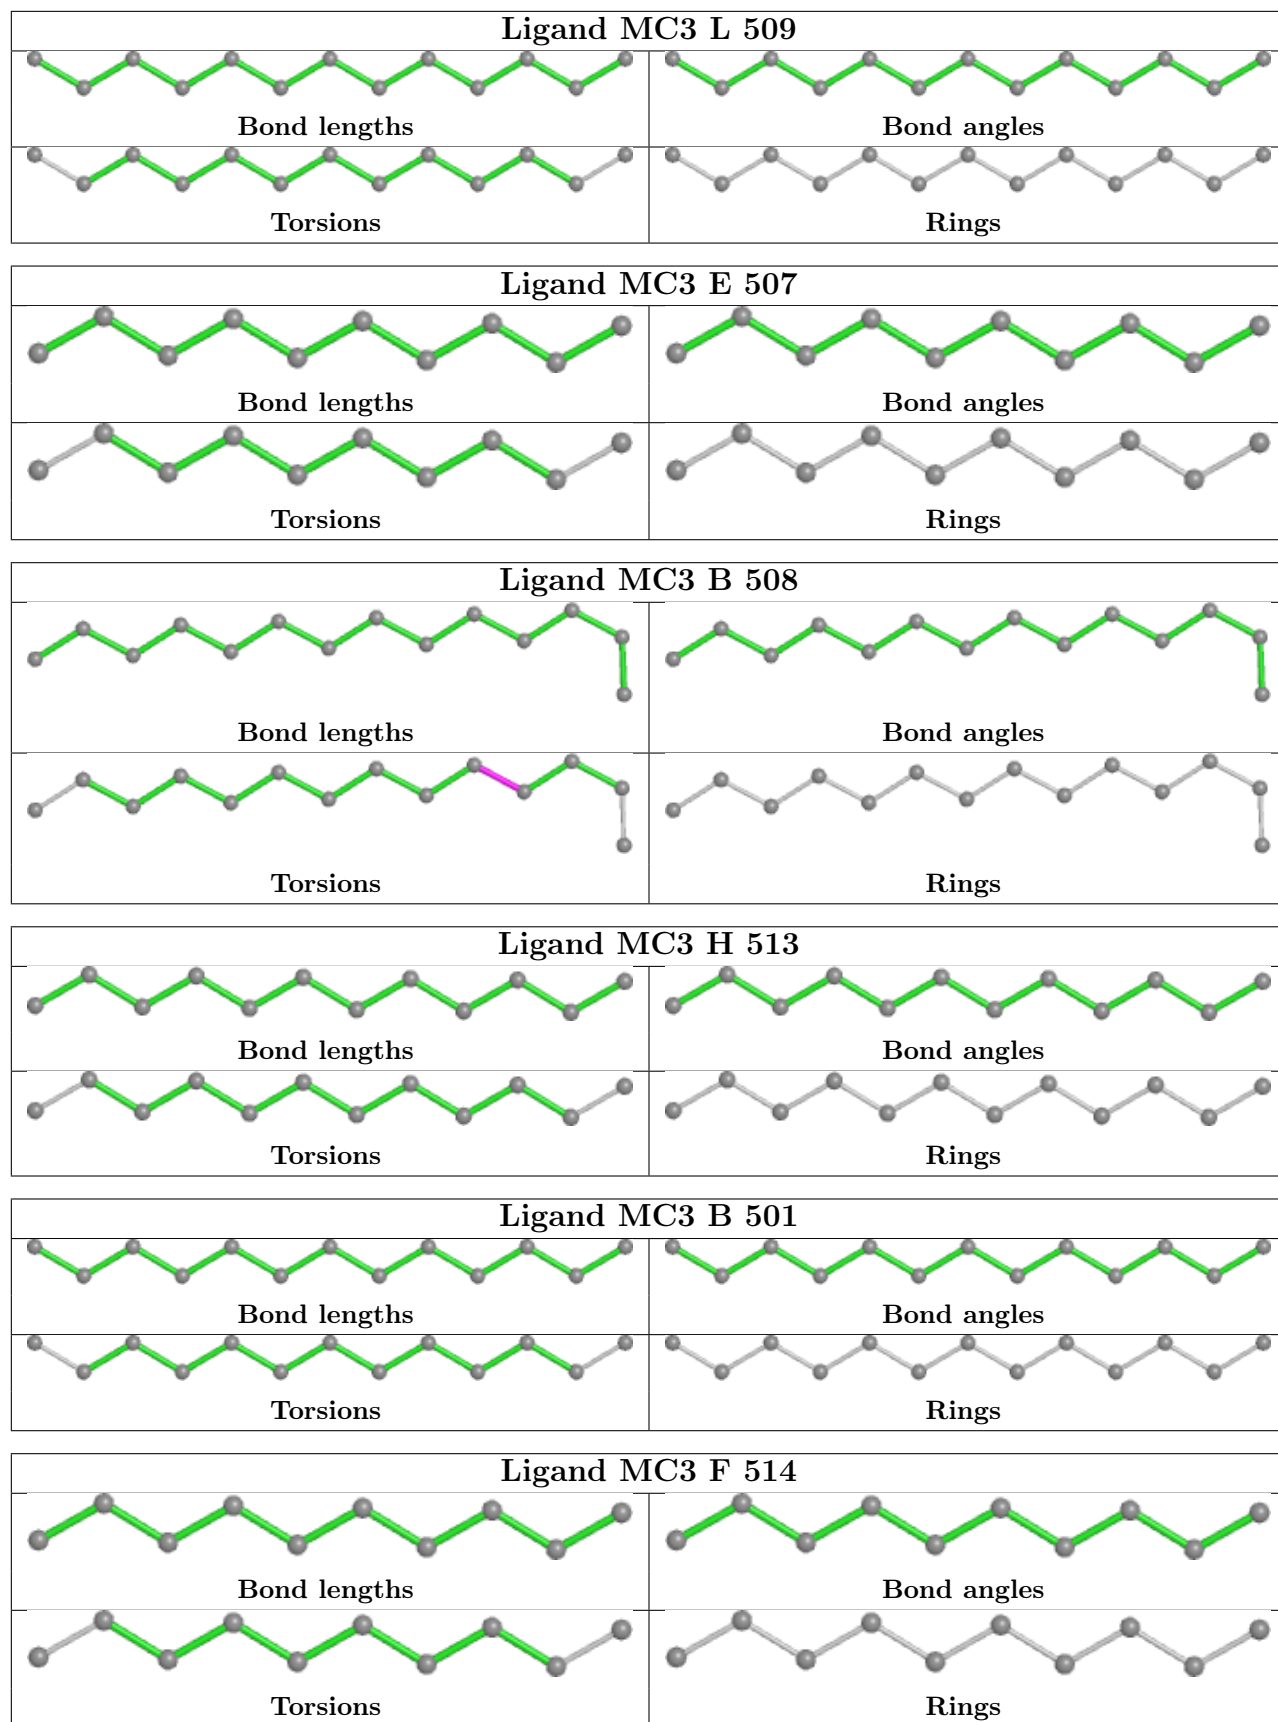 Ligand MC3 L 509
Bond lengths Bond angles
Torsions Rings
Ligand MC3 E 507
Bond lengths Bond angles
Torsions Rings
Ligand MC3 B 508
Bond lengths Bond angles
Torsions Rings
Ligand MC3 H 513
Bond lengths Bond angles
Torsions Rings
Ligand MC3 B 501
Bond lengths Bond angles
Torsions Rings
Ligand MC3 F 514
Bond lengths Bond angles
Torsions Rings